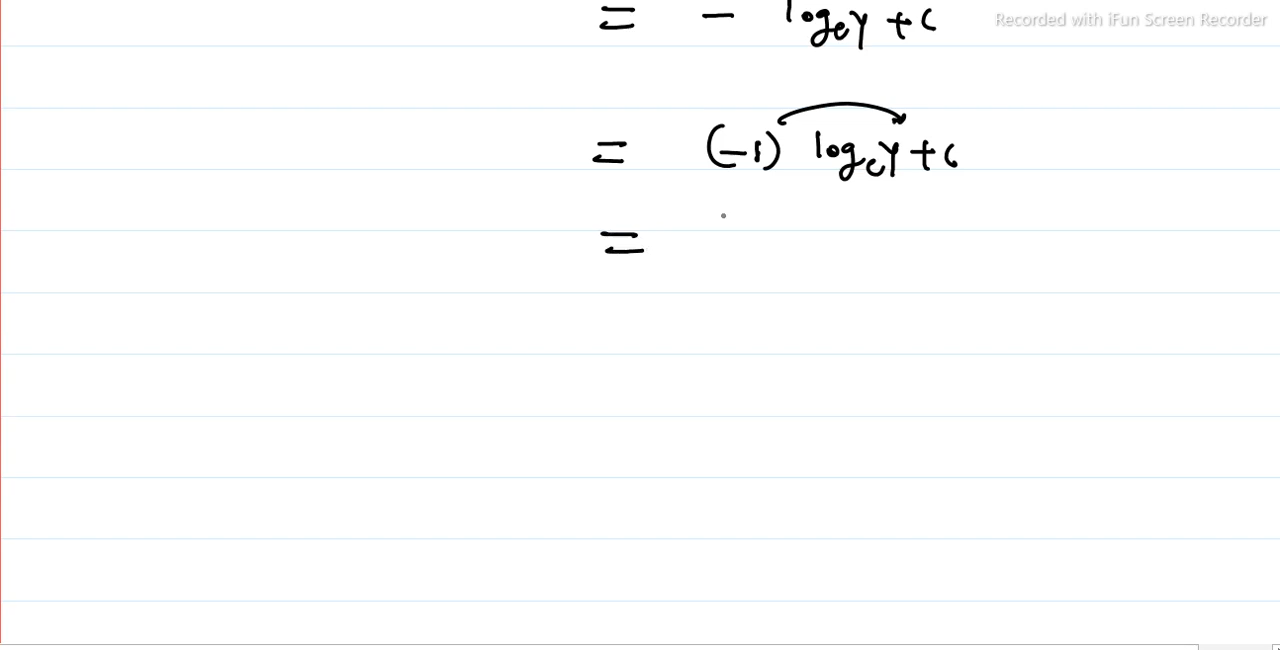 = - logₑy + c
Recorded with iFun Screen Recorder
= (-1) logₑy + c
=